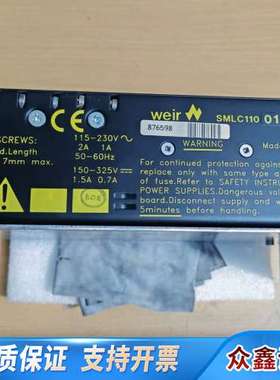 SCREWS:
d.Length
7mm max.
CE
115-230V~
2A 1A
50-60Hz
150-325V
1.5A 0.7A
weir
SMLC110 01
876598
WARNING
Made
For continued protection against
replace only with same type a
of fuse.Refer to SAFETY INSTRU
POWER SUPPLIES.Dangerous value
board.Disconnect supply and w
5minutes before handling.
质保证 支持开票
众鑫